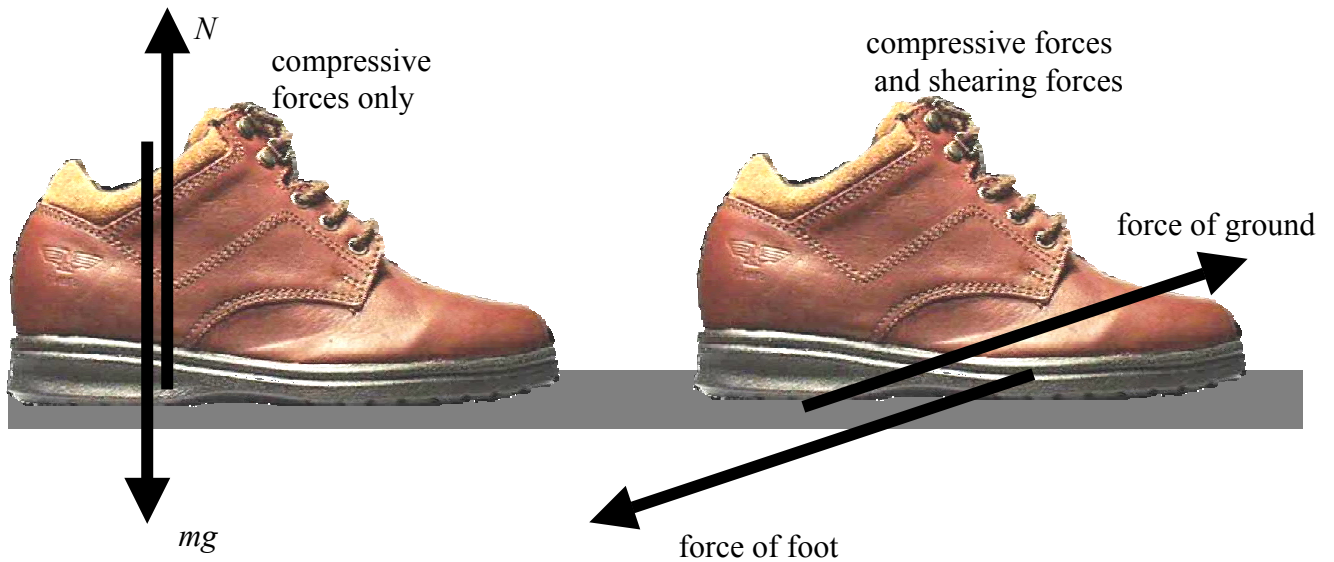 N
compressive
forces only
mg
compressive forces
and shearing forces
force of ground
force of foot